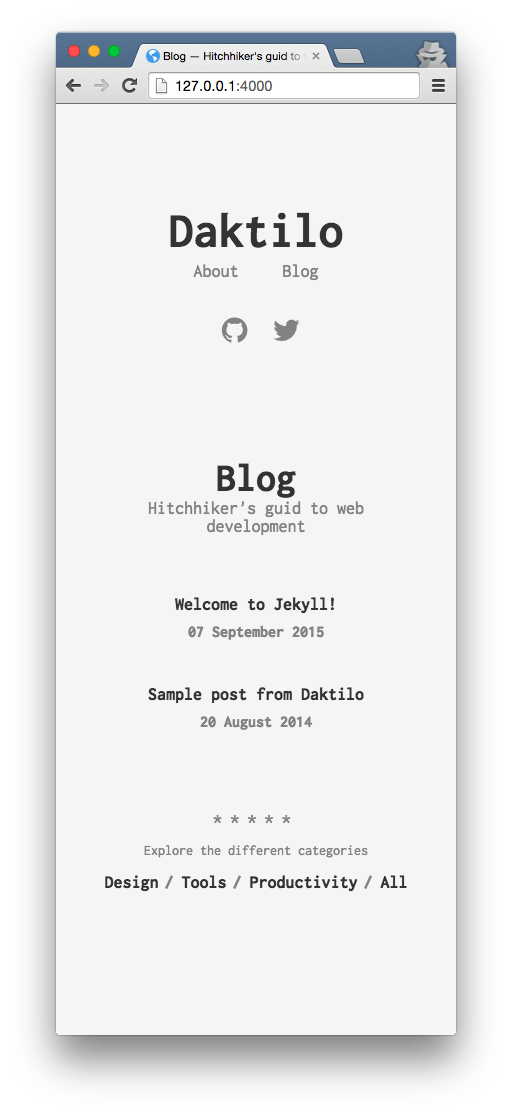 Blog — Hitchhiker's guid to
127.0.0.1:4000
Daktilo
About Blog
Blog
Hitchhiker's guid to web
development
Welcome to Jekyll!
07 September 2015
Sample post from Daktilo
20 August 2014
* * * * *
Explore the different categories
Design / Tools / Productivity / All